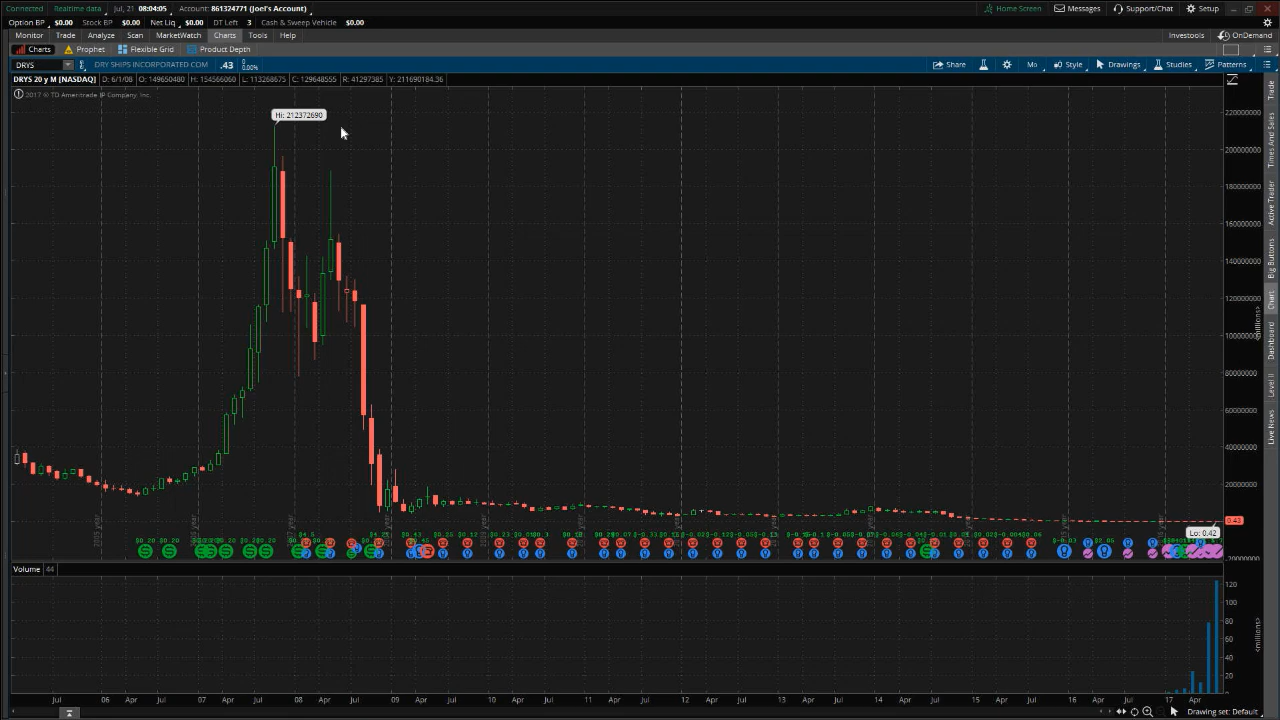 Connected Realtime data Jul, 21 08:04:05 Account: 861324771 (Joel's Account) Home Screen Messages Support/Chat Setup
Option BP $0.00 Stock BP $0.00 Net Liq $0.00 DT Left 3 Cash & Sweep Vehicle $0.00
Monitor Trade Analyze Scan MarketWatch Charts Tools Help Investools OnDemand
Charts Prophet Flexible Grid Product Depth
DRYS DRY SHIPS INCORPORATED COM .43 0 0.00% Share Mo Style Drawings Studies Patterns
DRYS 20 y M [NASDAQ] D: 6/1/08 O: 149650480 H: 154566060 L: 113268675 C: 129648555 R: 41297385 Y: 211690184.36
2017 © TD Ameritrade IP Company, Inc.
Hi: 212372690
220000000
200000000
180000000
160000000
140000000
120000000
100000000
80000000
60000000
40000000
20000000
0.43
Lo: 0.42
-20000000
<millions>
Volume 44
120
100
80
60
40
20
<millions>
Jul 06 Apr Jul 07 Apr Jul 08 Apr Jul 09 Apr Jul 10 Apr Jul 11 Apr Jul 12 Apr Jul 13 Apr Jul 14 Apr Jul 15 Apr Jul 16 Apr Jul 17 Apr
Drawing set: Default
Trade
Times And Sales
Active Trader
Big Buttons
Chart
Dashboard
Level II
Live News